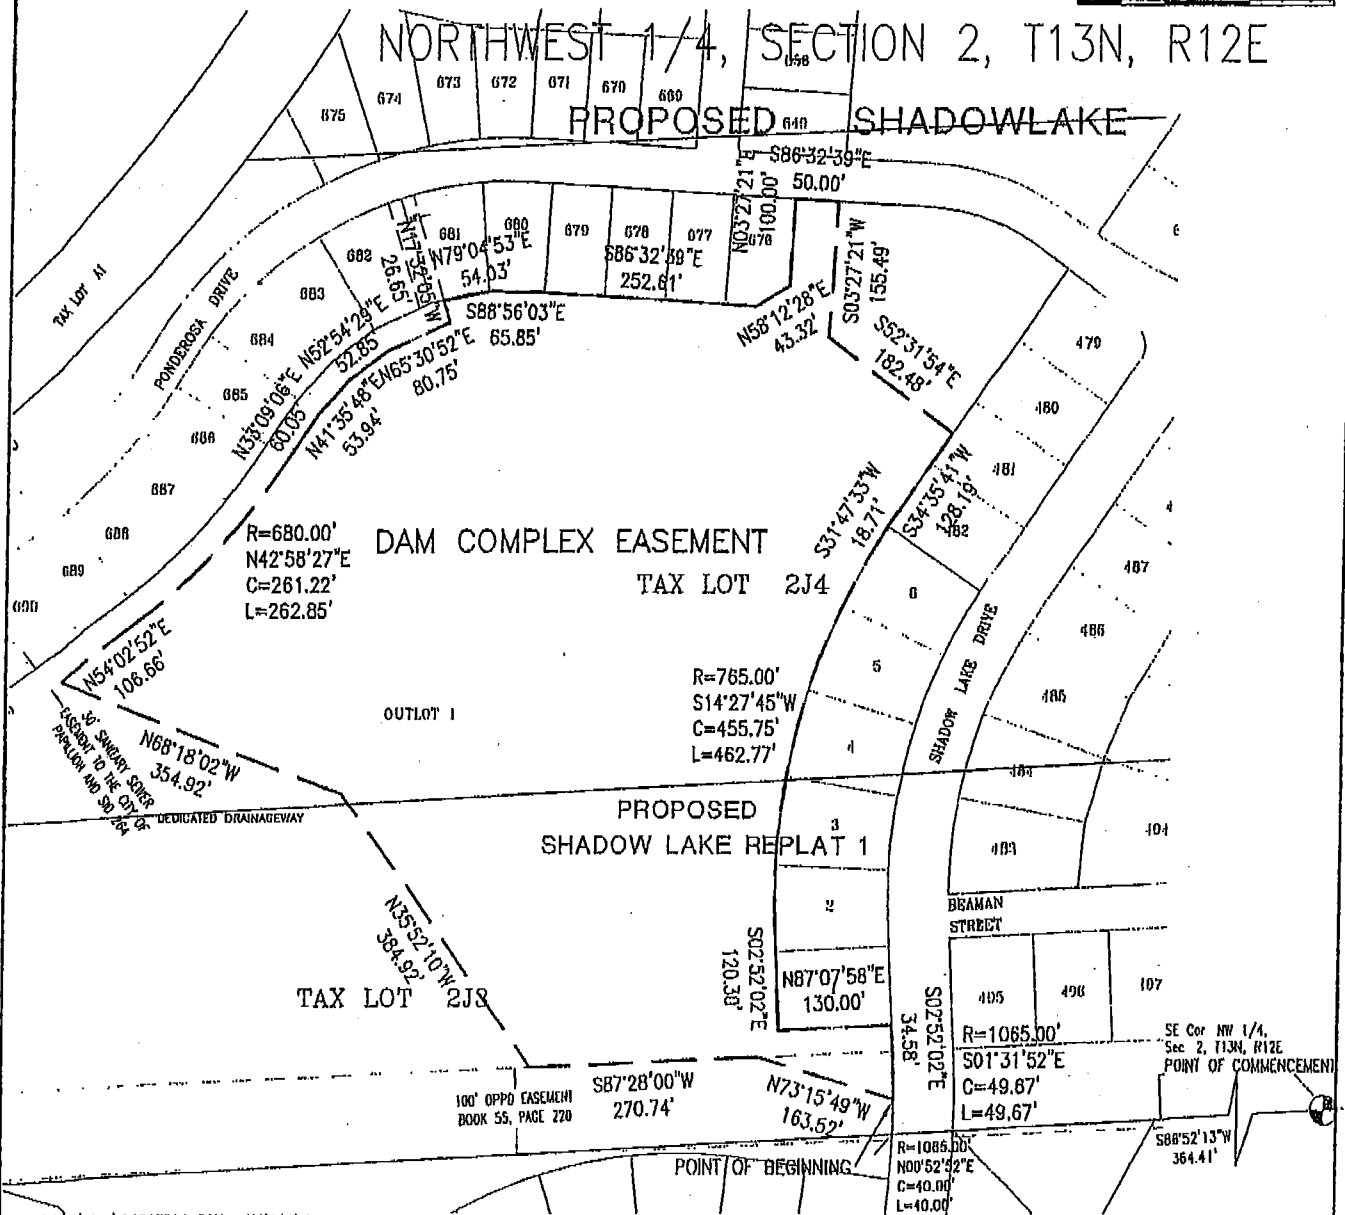 NORTHWEST 1/4, SECTION 2, T13N, R12E
PROPOSED SHADOWLAKE
675
674
673
672
671
670
669
640
S86°32'39"E
50.00'
N03°27'21"E
100.00'
S03°27'21"W
155.49'
TAX LOT A1
PONDEROSA DRIVE
690
689
688
687
686
685
684
683
682
681
680
679
678
677
676
N17°52'05"W
26.65'
N79°04'53"E
54.03'
S86°32'39"E
252.61'
S88°56'03"E
65.85'
N58°12'28"E
43.32'
S52°31'54"E
182.48'
N52°54'29"E
52.85'
N65°30'52"E
80.75'
N33°09'06"E
60.05'
N41°35'48"E
53.94'
R=680.00'
N42°58'27"E
C=261.22'
L=262.85'
DAM COMPLEX EASEMENT
TAX LOT 2J4
S31°47'33"W
18.71'
S34°35'41"W
128.19'
479
480
481
482
487
486
485
484
483
6
5
4
3
2
SHADOW LAKE DRIVE
R=765.00'
S14°27'45"W
C=455.75'
L=462.77'
N54°02'52"E
106.66'
30' SANITARY SEWER
EASEMENT TO THE CITY OF
PAPILLION AND SID 264
N68°18'02"W
354.92'
OUTLOT 1
DEDICATED DRAINAGEWAY
PROPOSED
SHADOW LAKE REPLAT 1
N35°52'10"W
384.92'
TAX LOT 2J3
BEAMAN
STREET
S02°52'02"E
120.38'
N87°07'58"E
130.00'
495
496
S02°52'02"E
34.58'
R=1065.00'
S01°31'52"E
C=49.67'
L=49.67'
SE Cor NW 1/4,
Sec 2, T13N, R12E
POINT OF COMMENCEMENT
100' OPPD EASEMENT
BOOK 55, PAGE 220
S87°28'00"W
270.74'
N73°15'49"W
163.52'
POINT OF BEGINNING
R=1065.00'
N00°52'52"E
C=40.00'
L=40.00'
S88°52'13"W
364.41'